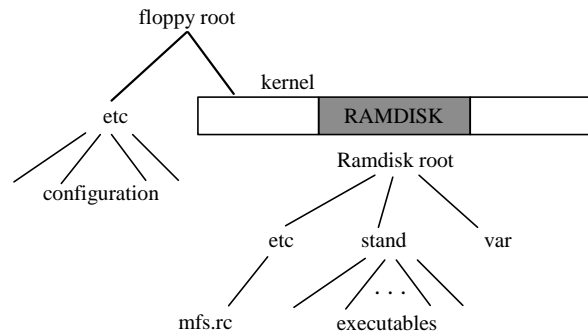 floppy root
kernel
etc
RAMDISK
Ramdisk root
configuration
etc stand var
. . .
mfs.rc executables